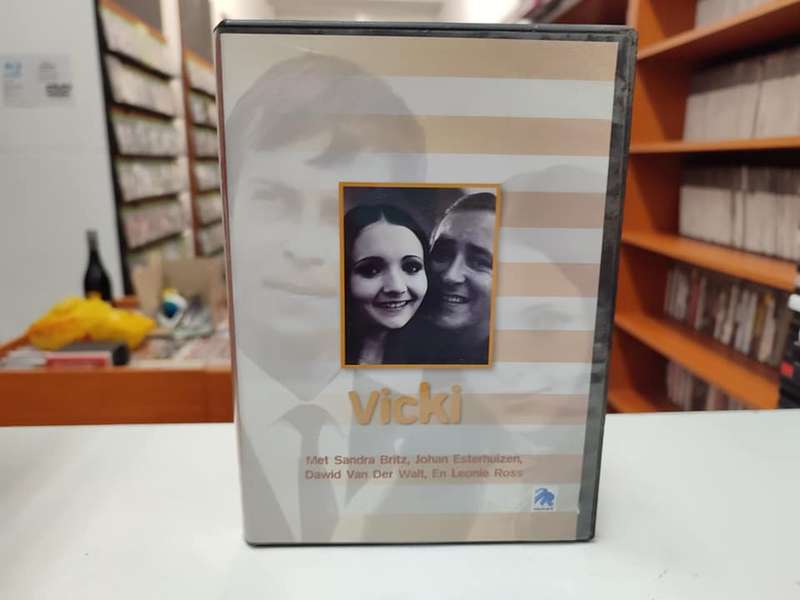 Vicki
Met Sandra Britz, Johan Esterhuizen,
Dawid Van Der Walt, En Leonie Ross